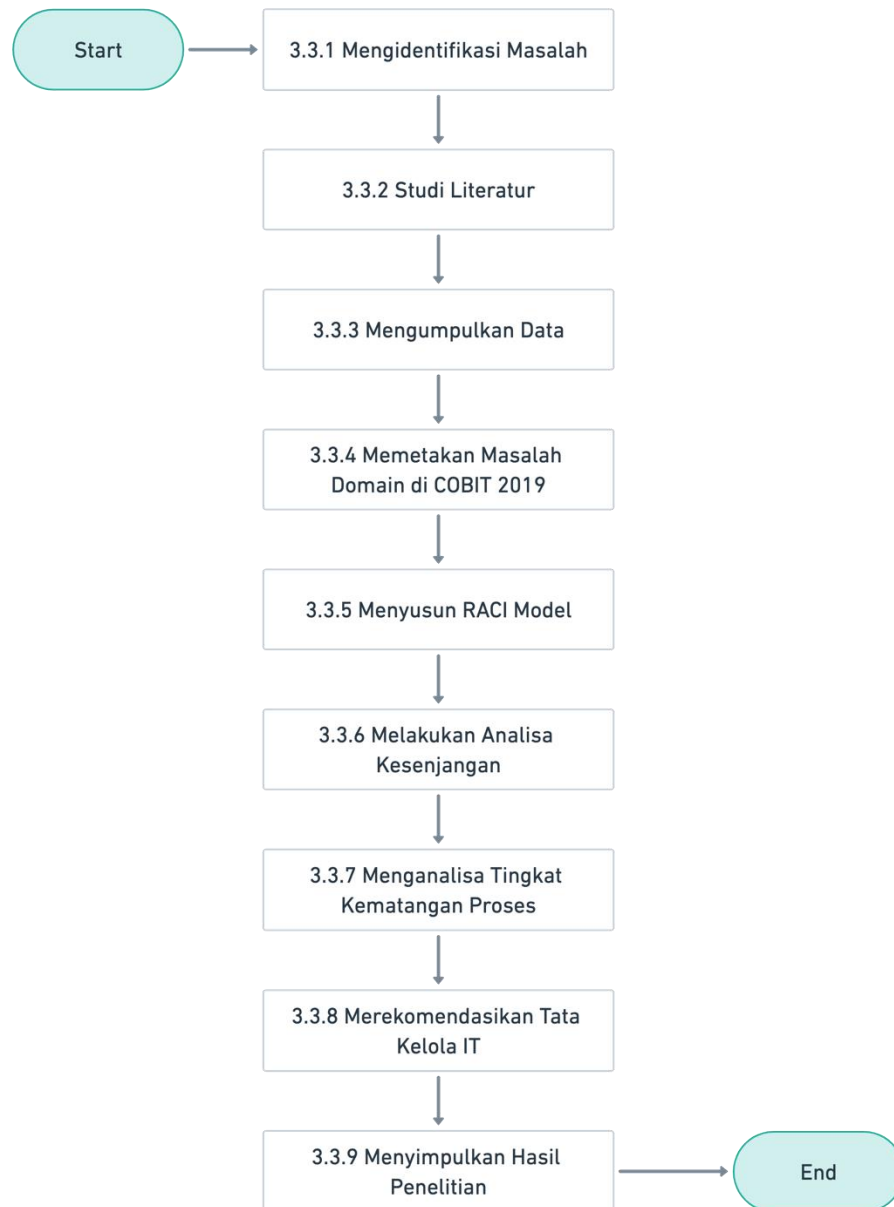 Start
3.3.1 Mengidentifikasi Masalah
3.3.2 Studi Literatur
3.3.3 Mengumpulkan Data
3.3.4 Memetakan Masalah
Domain di COBIT 2019
3.3.5 Menyusun RACI Model
3.3.6 Melakukan Analisa
Kesenjangan
3.3.7 Menganalisa Tingkat
Kematangan Proses
3.3.8 Merekomendasikan Tata
Kelola IT
3.3.9 Menyimpulkan Hasil
Penelitian
End